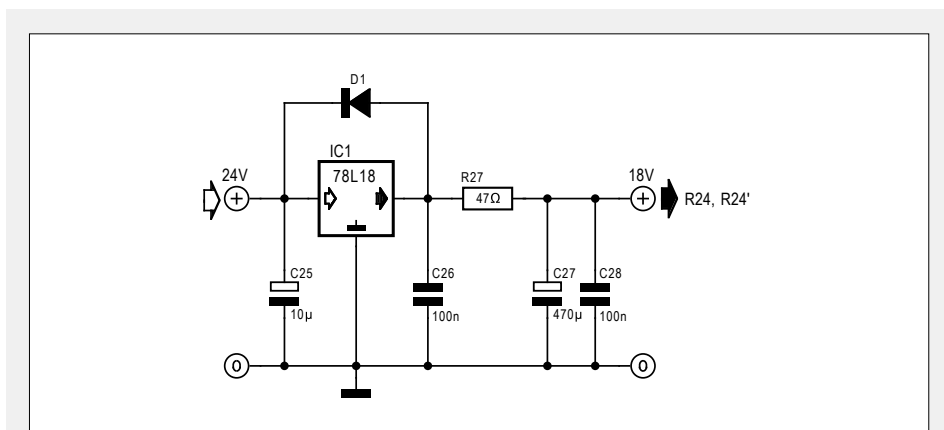 D1
IC1
78L18
24V
R27
47Ω
18V
R24, R24'
C25
10µ
C26
100n
C27
470µ
C28
100n
0
0